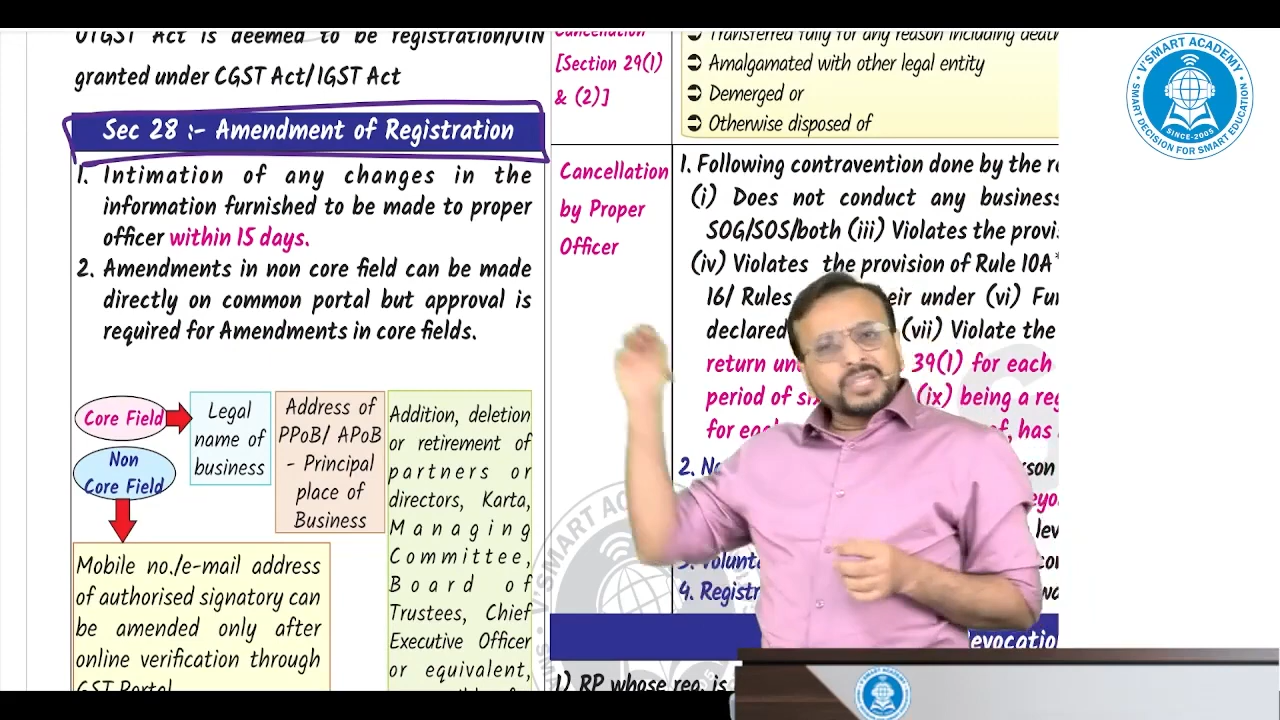 UTGST Act is deemed to be registration/UIN
granted under CGST Act/ IGST Act
Sec 28 :- Amendment of Registration
1. Intimation of any changes in the
information furnished to be made to proper
officer within 15 days.
2. Amendments in non core field can be made
directly on common portal but approval is
required for Amendments in core fields.
Core Field
Non
Core Field
Legal
name of
business
Address of
PPoB/ APoB
- Principal
place of
Business
Addition, deletion
or retirement of
partners or
directors, Karta,
Managing
Committee,
Board of
Trustees, Chief
Executive Officer
or equivalent,
Mobile no./e-mail address
of authorised signatory can
be amended only after
online verification through
GST Portal
Cancellation
[Section 29(1)
& (2)]
➲ Transferred fully for any reason including death
➲ Amalgamated with other legal entity
➲ Demerged or
➲ Otherwise disposed of
Cancellation
by Proper
Officer
1. Following contravention done by the
(i) Does not conduct any business
SOG/SOS/both (iii) Violates the
(iv) Violates the provision of Rule 10A*
16/ Rules under (vi)
declared (vii) Violate the
return 39(1) for each
period of (ix) being a
for has
2.
3.
4.
1) RP whose reg. is
V'SMART ACADEMY
SMART DECISION FOR SMART EDUCATION
SINCE-2005